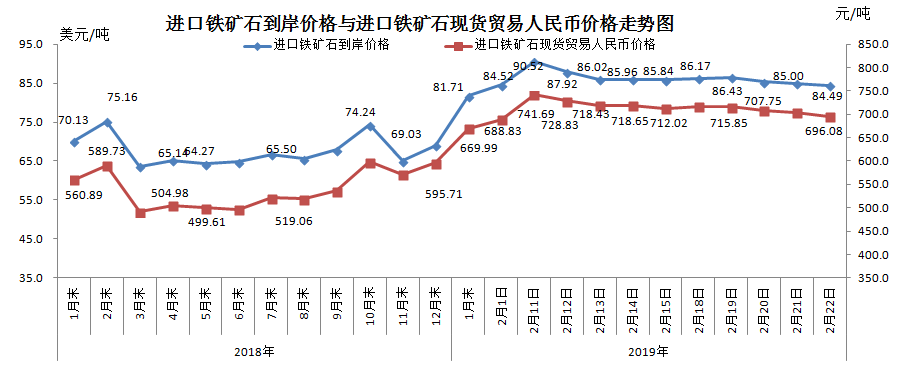 进口铁矿石到岸价格与进口铁矿石现货贸易人民币价格走势图
美元/吨
元/吨
进口铁矿石到岸价格
进口铁矿石现货贸易人民币价格
95.0
85.0
75.0
65.0
55.0
45.0
35.0
850.0
800.0
750.0
700.0
650.0
600.0
550.0
500.0
450.0
400.0
350.0
70.13
75.16
65.14
64.27
65.50
74.24
69.03
81.71
84.52
90.52
87.92
86.02
85.96
85.84
86.17
86.43
85.00
84.49
560.89
589.73
504.98
499.61
519.06
595.71
669.99
688.83
741.69
728.83
718.43
718.65
712.02
715.85
707.75
696.08
1月末
2月末
3月末
4月末
5月末
6月末
7月末
8月末
9月末
10月末
11月末
12月末
1月末
2月1日
2月11日
2月12日
2月13日
2月14日
2月15日
2月18日
2月19日
2月20日
2月21日
2月22日
2018年
2019年